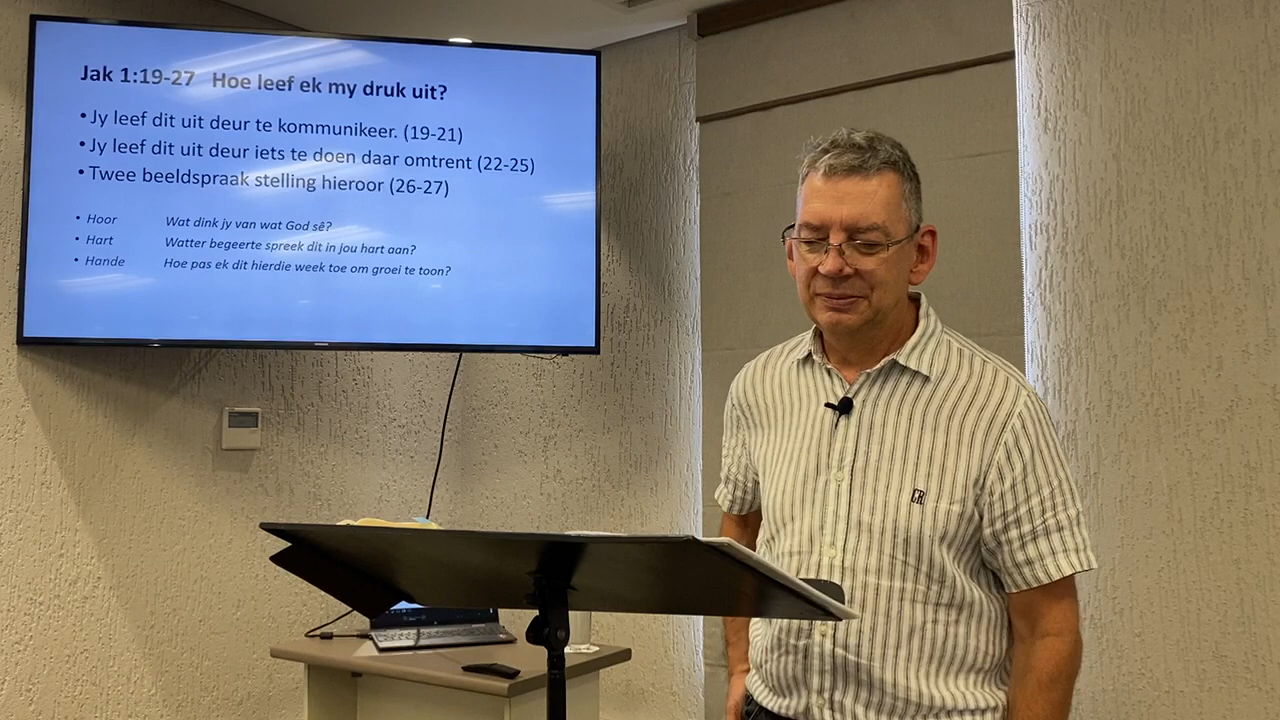 Jak 1:19-27 Hoe leef ek my druk uit?
• Jy leef dit uit deur te kommunikeer. (19-21)
• Jy leef dit uit deur iets te doen daar omtrent (22-25)
• Twee beeldspraak stelling hieroor (26-27)
• Hoor Wat dink jy van wat God sê?
• Hart Watter begeerte spreek dit in jou hart aan?
• Hande Hoe pas ek dit hierdie week toe om groei te toon?
CR